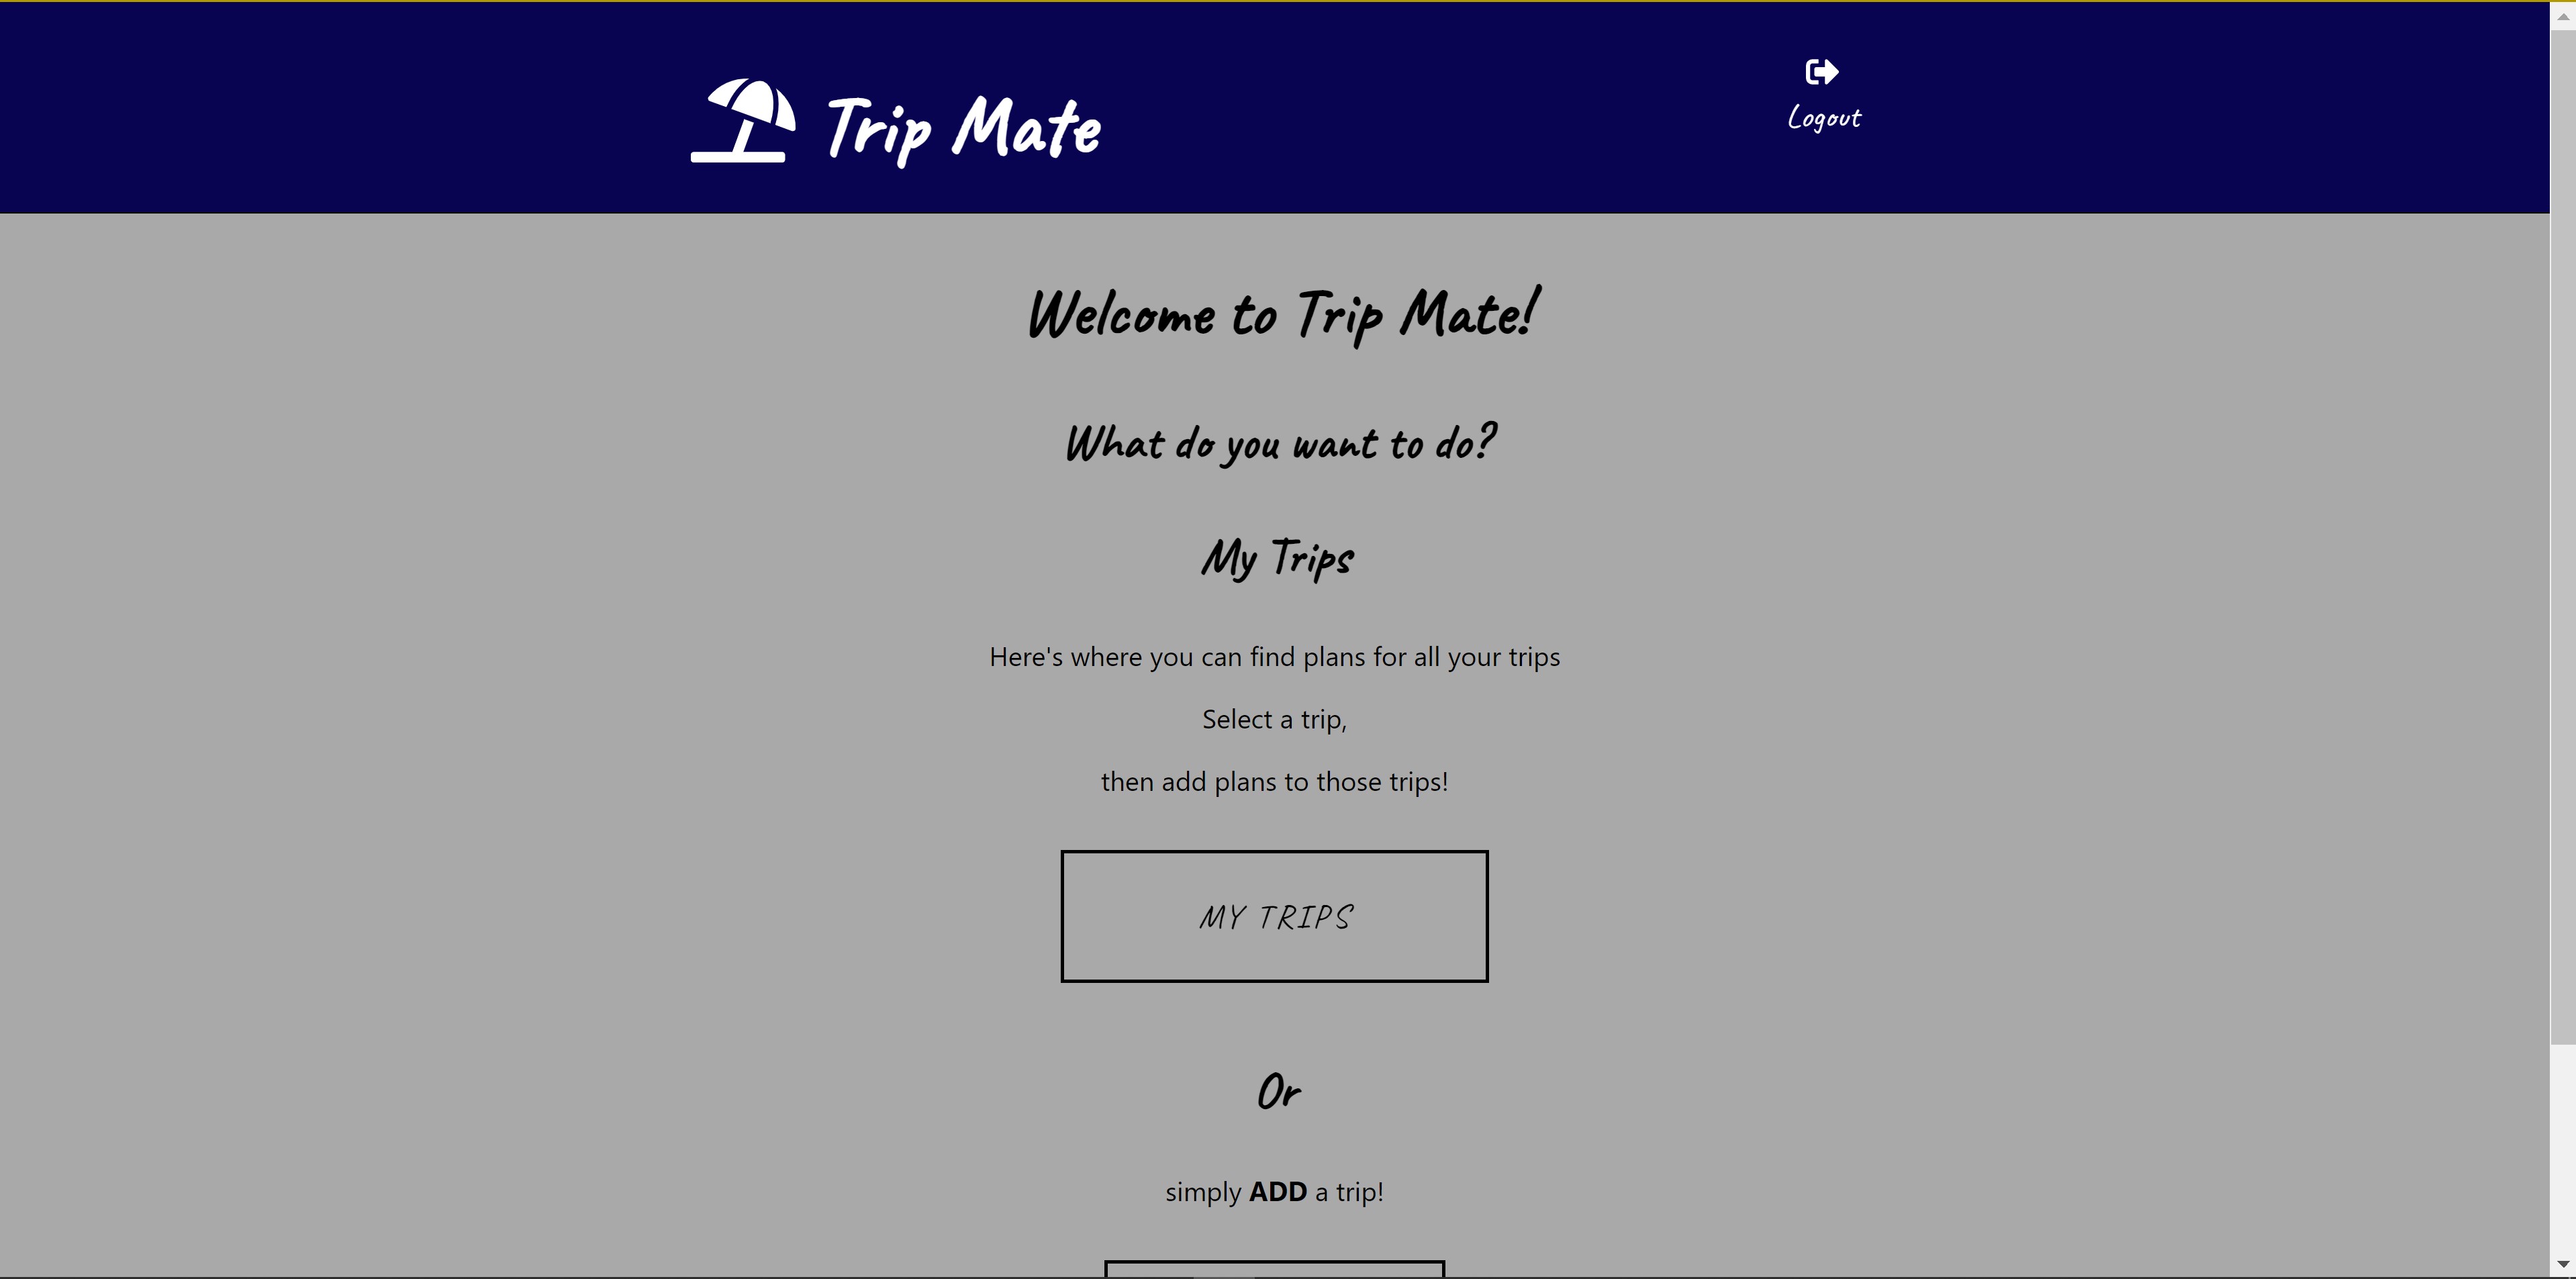 Trip Mate
Logout
Welcome to Trip Mate!
What do you want to do?
My Trips
Here's where you can find plans for all your trips
Select a trip,
then add plans to those trips!
MY TRIPS
Or
simply ADD a trip!